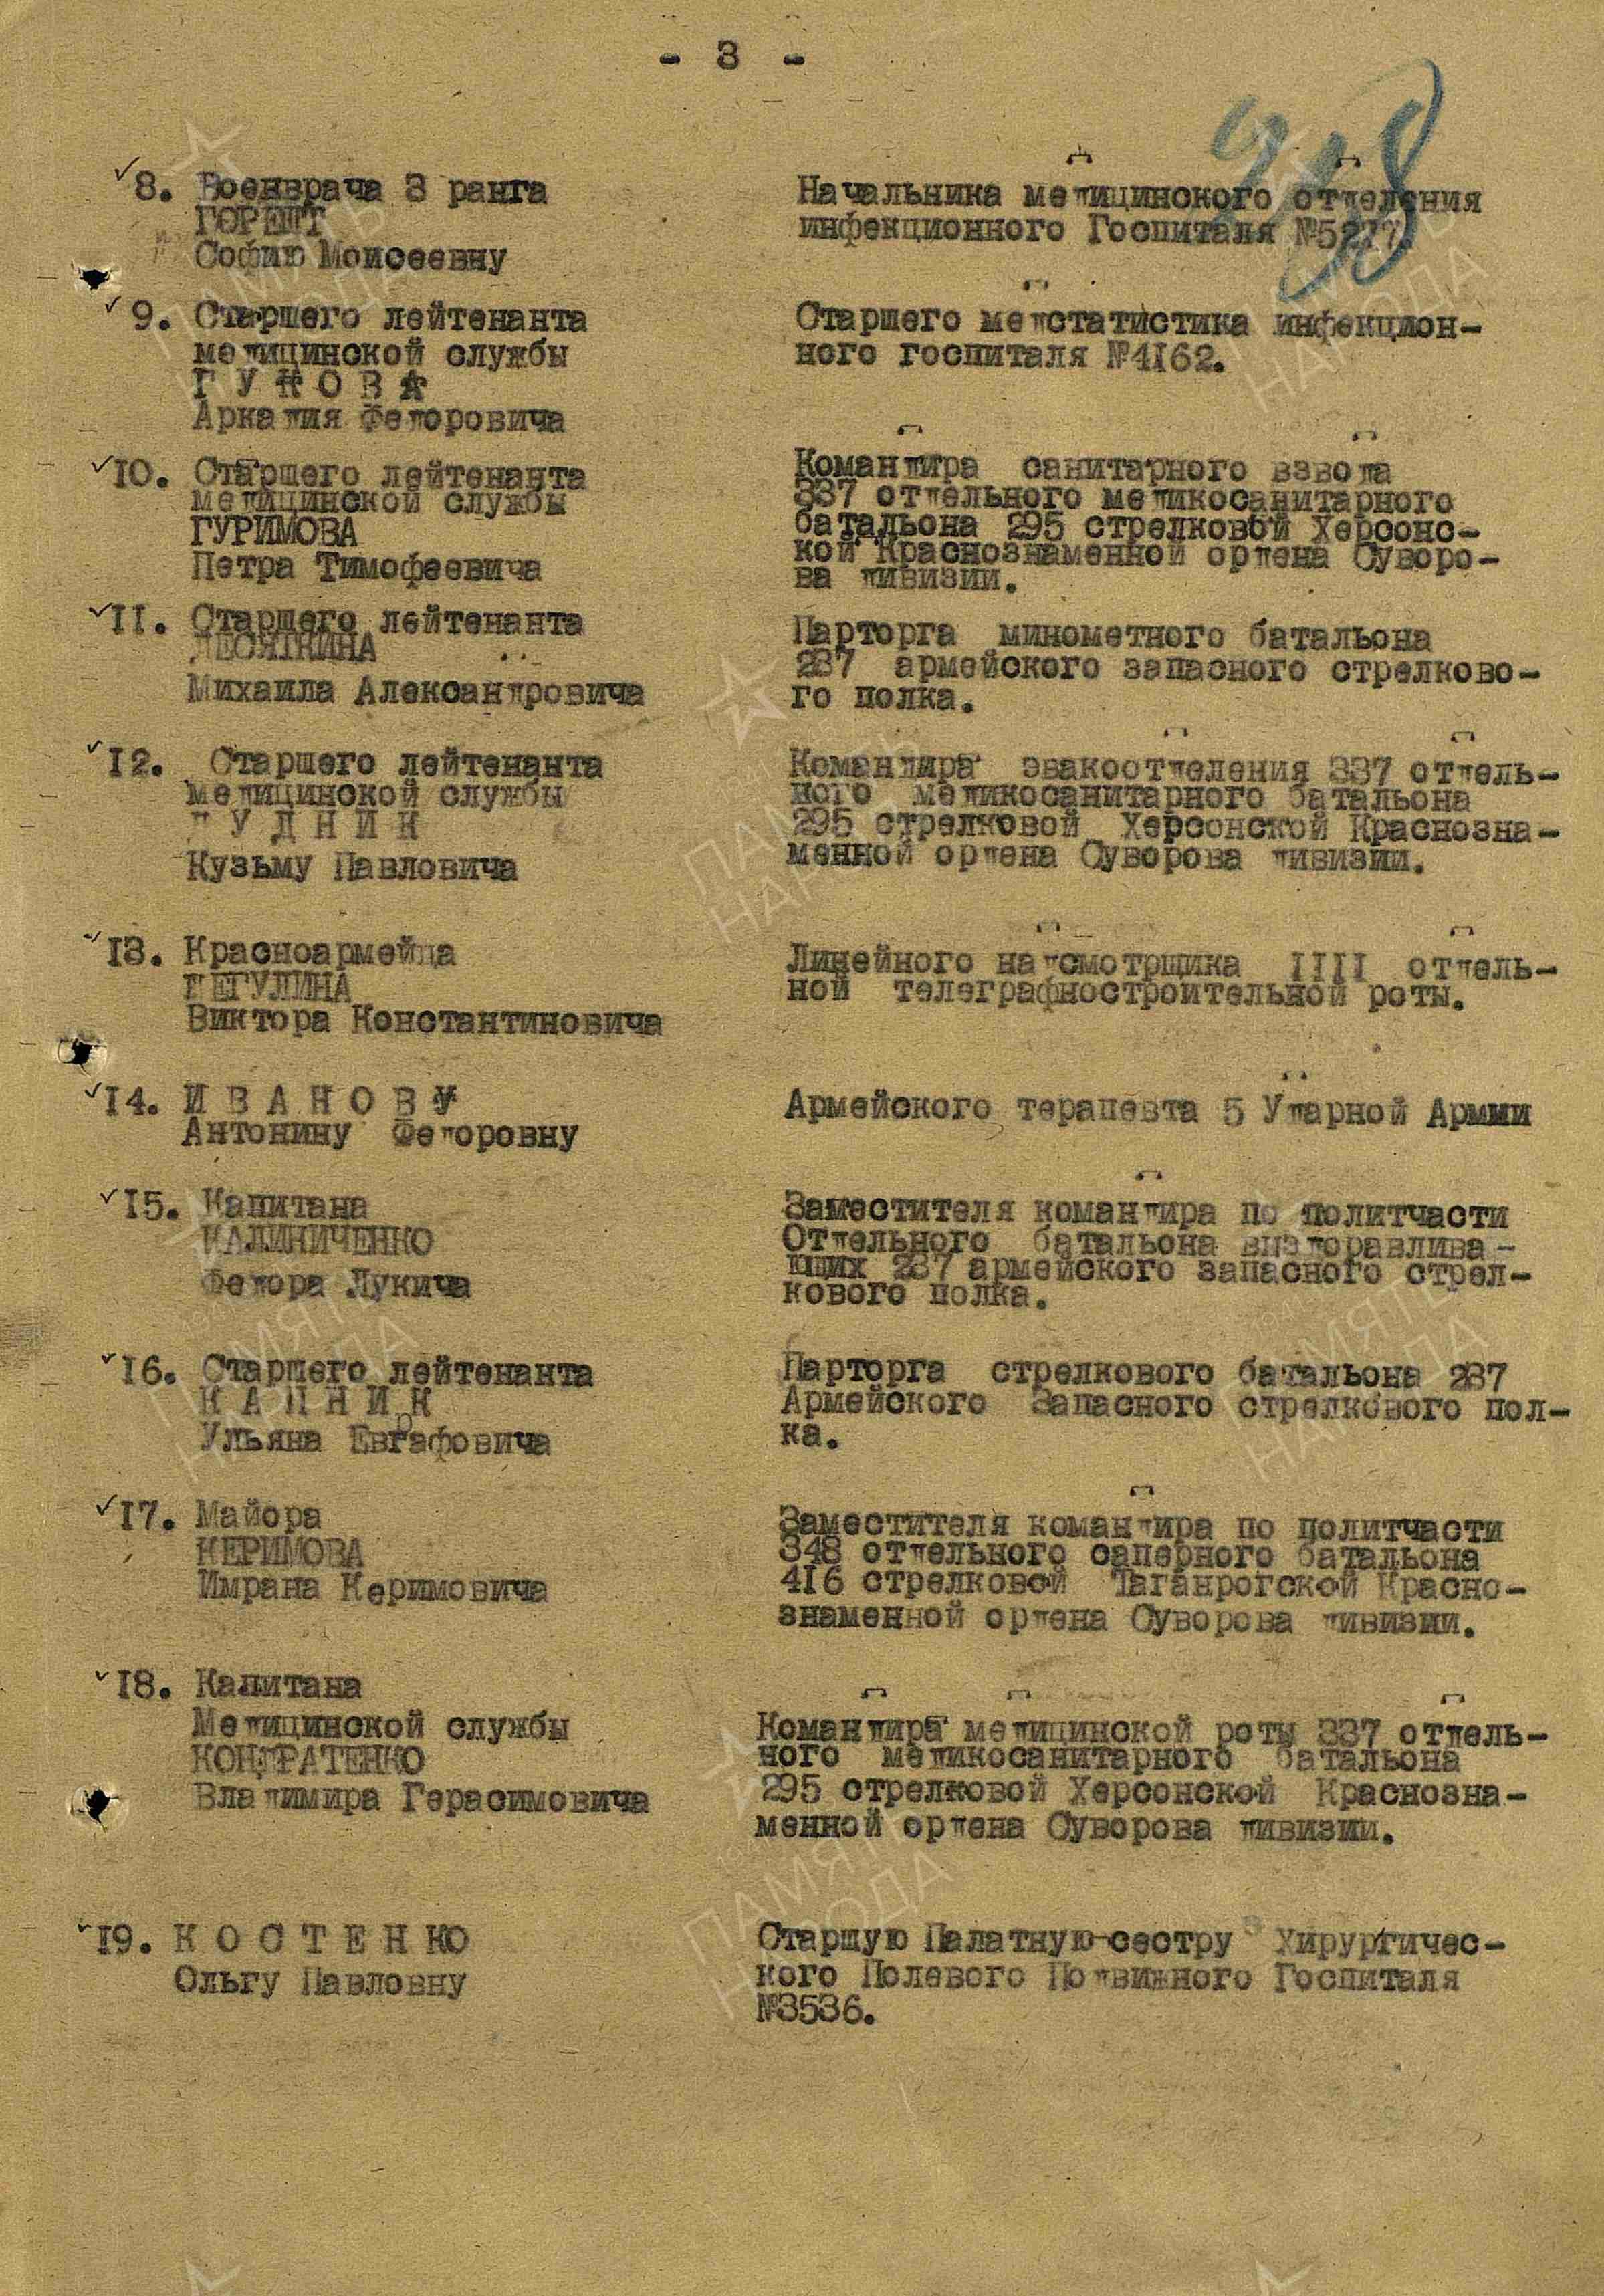 - 3 -
298
8. Военврача 3 ранга
ГОРЕШТ
Софию Моисеевну
Начальника медицинского отделения
инфекционного Госпиталя №5277.
9. Старшего лейтенанта
медицинской службы
Г У К О В А
Аркадия Федоровича
Старшего медстатистика инфекцион-
ного госпиталя №4162.
10. Старшего лейтенанта
медицинской службы
ГУРИМОВА
Петра Тимофеевича
Командира санитарного взвода
337 отдельного медикосанитарного
батальона 295 стрелковой Херсонс-
кой Краснознаменной ордена Суворо-
ва дивизии.
11. Старшего лейтенанта
ДЕСЯТКИНА
Михаила Александровича
Парторга минометного батальона
237 армейского запасного стрелково-
го полка.
12. Старшего лейтенанта
медицинской службы
Д У Д Н И К
Кузьму Павловича
Командира эвакоотделения 337 отдель-
ного медикосанитарного батальона
295 стрелковой Херсонской Краснозна-
менной ордена Суворова дивизии.
13. Красноармейца
ДЕГУЛИНА
Виктора Константиновича
Линейного надсмотрщика IIII отдель-
ной телеграфностроительной роты.
14. И В А Н О В У
Антонину Федоровну
Армейского терапевта 5 Ударной Армии
15. Капитана
КАЛИНИЧЕНКО
Федора Лукича
Заместителя командира по политчасти
Отдельного батальона выздоравлива-
ющих 237 армейского запасного стрел-
кового полка.
16. Старшего лейтенанта
К А П Н И К
Ульяна Евграфовича
Парторга стрелкового батальона 237
Армейского Запасного стрелкового пол-
ка.
17. Майора
КЕРИМОВА
Имрана Керимовича
Заместителя командира по политчасти
348 отдельного саперного батальона
416 стрелковой Таганрогской Красно-
знаменной ордена Суворова дивизии.
18. Капитана
Медицинской службы
КОНДРАТЕНКО
Владимира Герасимовича
Командира медицинской роты 337 отдель-
ного медикосанитарного батальона
295 стрелковой Херсонской Краснозна-
менной ордена Суворова дивизии.
19. К О С Т Е Н КО
Ольгу Павловну
Старшую Палатную сестру Хирургичес-
кого Полевого Подвижного Госпиталя
№3536.
ПАМЯТЬ
НАРОДА